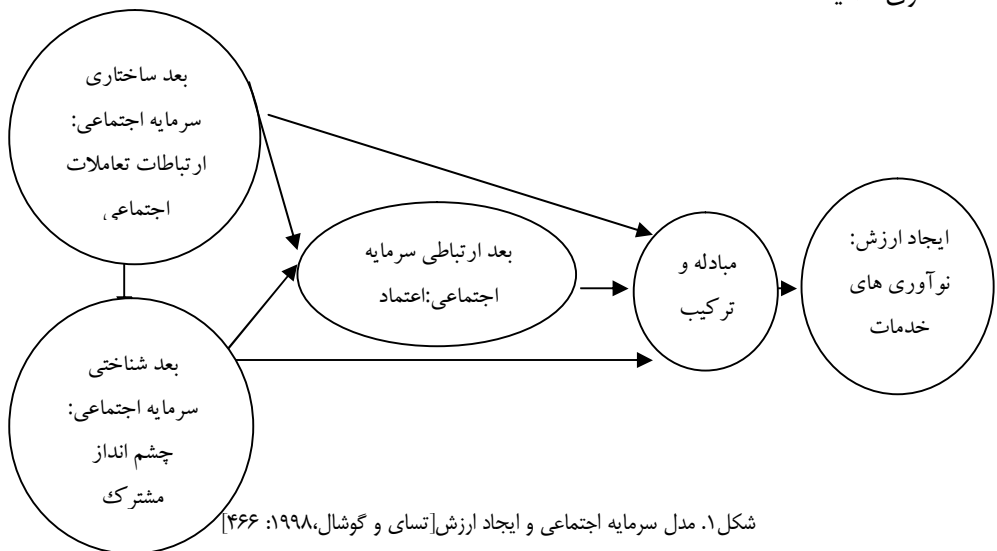 بعد ساختاری
سرمایه اجتماعی:
ارتباطات تعاملات
اجتماعی
بعد ارتباطی سرمایه
اجتماعی:اعتماد
مبادله و
ترکیب
ایجاد ارزش:
نوآوری های
خدمات
بعد شناختی
سرمایه اجتماعی:
چشم انداز
مشترک
شکل۱. مدل سرمایه اجتماعی و ایجاد ارزش[تسای و گوشال،۱۹۹۸: ۴۶۶]